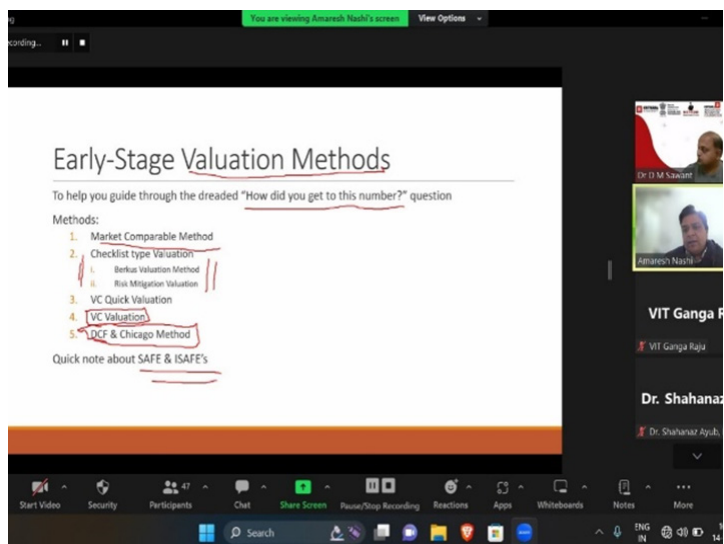 You are viewing Amaresh Nashi's screen
View Options
ecording...
Early-Stage Valuation Methods
To help you guide through the dreaded "How did you get to this number?" question
Methods:
1. Market Comparable Method
2. Checklist type Valuation
i. Berkus Valuation Method
ii. Risk Mitigation Valuation
3. VC Quick Valuation
4. VC Valuation
5. DCF & Chicago Method
Quick note about SAFE & ISAFE's
Dr D M Sawant
Amaresh Nashi
VIT Ganga R
VIT Ganga Raju
Dr. Shahanaz
Dr. Shahanaz Ayub,
Start Video
Security
Participants
47
Chat
Share Screen
Pause/Stop Recording
Reactions
Apps
Whiteboards
Notes
More
Search
ENG
IN